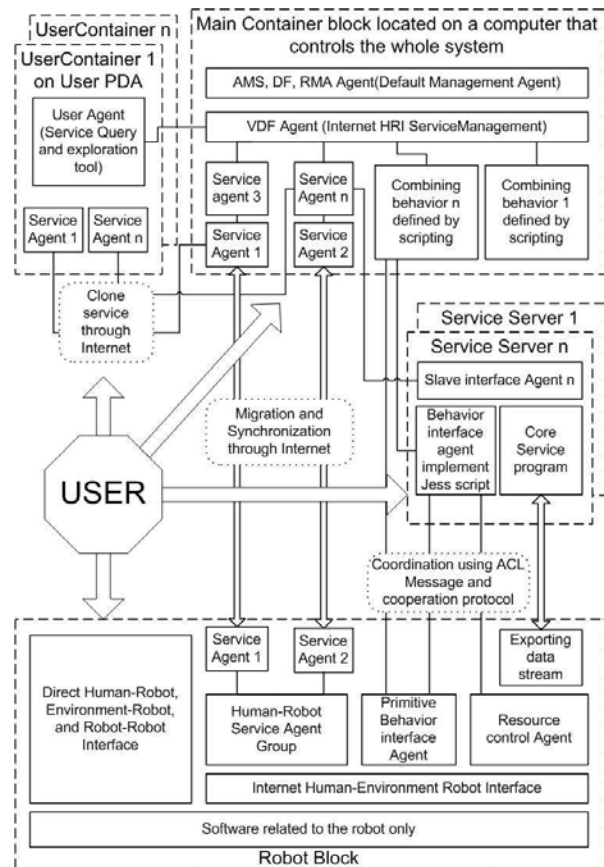 UserContainer n
UserContainer 1
on User PDA
User Agent
(Service Query
and exploration
tool)
Service
Agent 1
Service
Agent n
Clone
service
through
Internet
Main Container block located on a computer that
controls the whole system
AMS, DF, RMA Agent(Default Management Agent)
VDF Agent (Internet HRI ServiceManagement)
Service
agent 3
Service
Agent n
Service
Agent 1
Service
Agent 2
Combining
behavior n
defined by
scripting
Combining
behavior 1
defined by
scripting
Service Server 1
Service Server n
Slave interface Agent n
Behavior
interface
agent
implement
Jess script
Core
Service
program
Migration and
Synchronization
through Internet
USER
Coordination using ACL
Message and
cooperation protocol
Direct Human-Robot,
Environment-Robot,
and Robot-Robot
Interface
Service
Agent 1
Service
Agent 2
Exporting
data
stream
Human-Robot
Service Agent
Group
Primitive
Behavior
interface
Agent
Resource
control Agent
Internet Human-Environment Robot Interface
Software related to the robot only
Robot Block